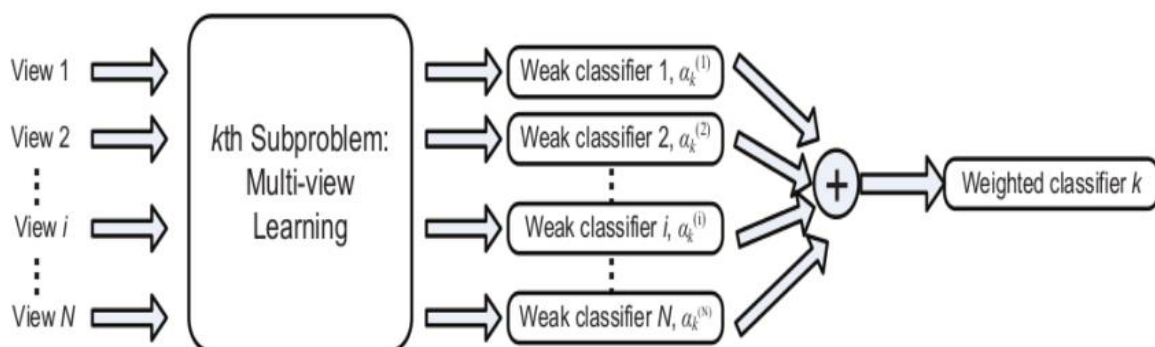 View 1
View 2
View i
View N
kth Subproblem:
Multi-view
Learning
Weak classifier 1, αₖ⁽¹⁾
Weak classifier 2, αₖ⁽²⁾
Weak classifier i, αₖ⁽ⁱ⁾
Weak classifier N, αₖ⁽ᴺ⁾
+
Weighted classifier k